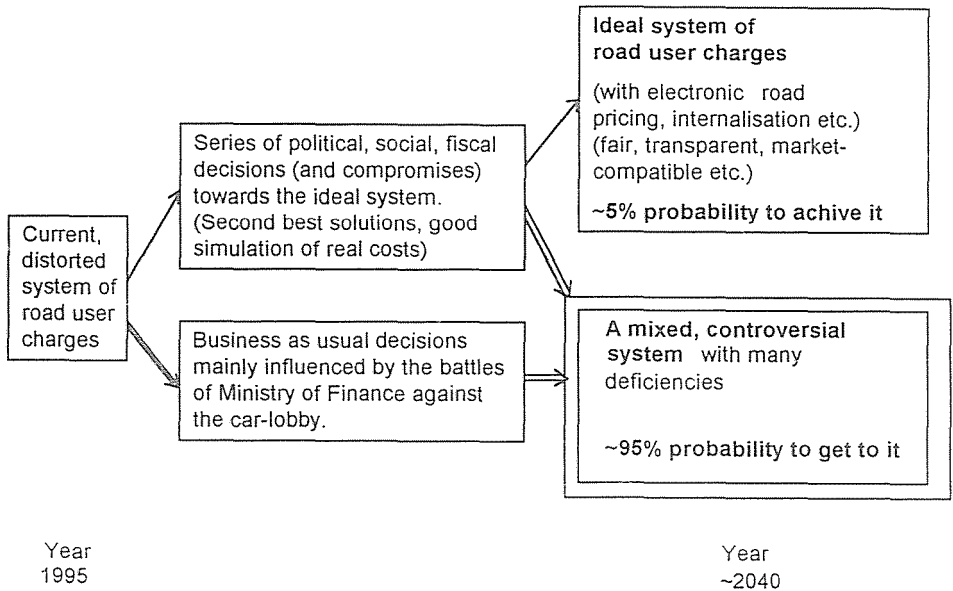 Current,
distorted
system of
road user
charges
Series of political, social, fiscal
decisions (and compromises)
towards the ideal system.
(Second best solutions, good
simulation of real costs)
Business as usual decisions
mainly influenced by the battles
of Ministry of Finance against
the car-lobby.
Ideal system of
road user charges
(with electronic road
pricing, internalisation etc.)
(fair, transparent, market-
compatible etc.)
~5% probability to achive it
A mixed, controversial
system with many
deficiencies
~95% probability to get to it
Year
1995
Year
~2040